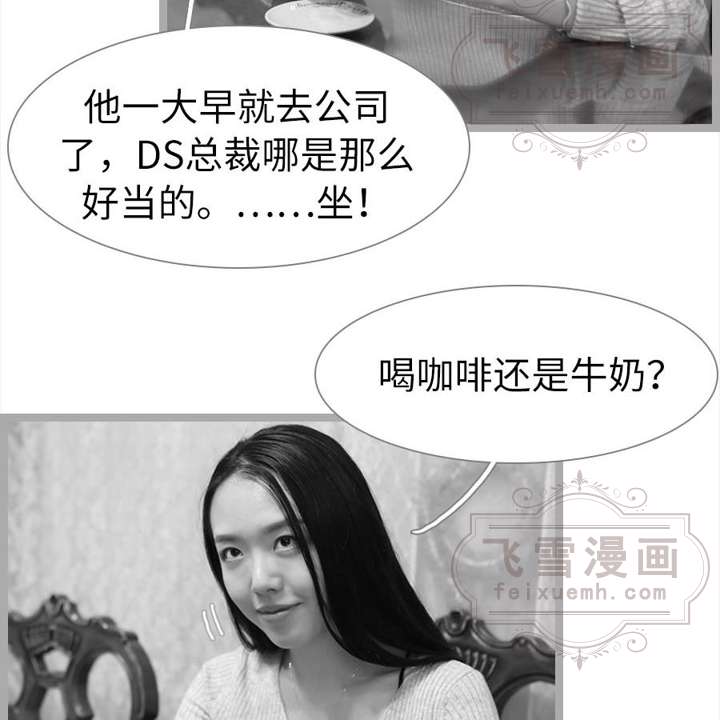 飞雪漫画
feixuemh.com
他一大早就去公司
了，DS总裁哪是那么
好当的。……坐！
喝咖啡还是牛奶？
飞雪漫画
feixuemh.com